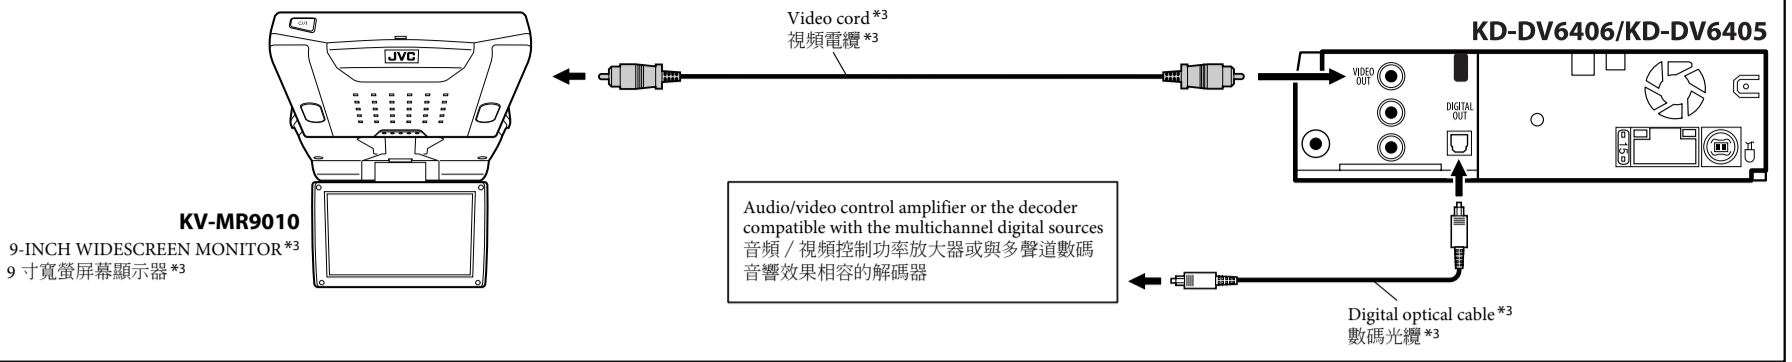 Video cord*3
視頻電纜*3
KD-DV6406/KD-DV6405
JVC
VIDEO
OUT
DIGITAL
OUT
15
KV-MR9010
9-INCH WIDESCREEN MONITOR*3
9 寸寬螢屏幕顯示器*3
Audio/video control amplifier or the decoder
compatible with the multichannel digital sources
音頻／視頻控制功率放大器或與多聲道數碼
音響效果相容的解碼器
Digital optical cable*3
數碼光纜*3